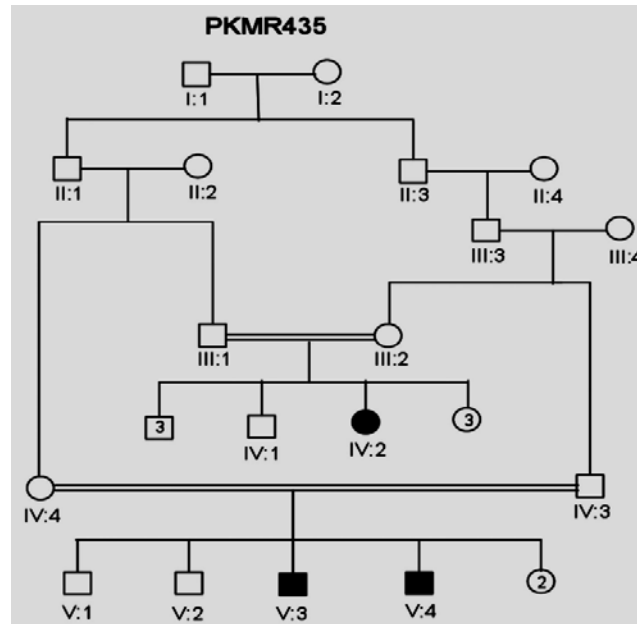 PKMR435
I:1 I:2
II:1 II:2 II:3 II:4
III:3 III:4
III:1 III:2
3 3
IV:1 IV:2
IV:4 IV:3
2
V:1 V:2 V:3 V:4